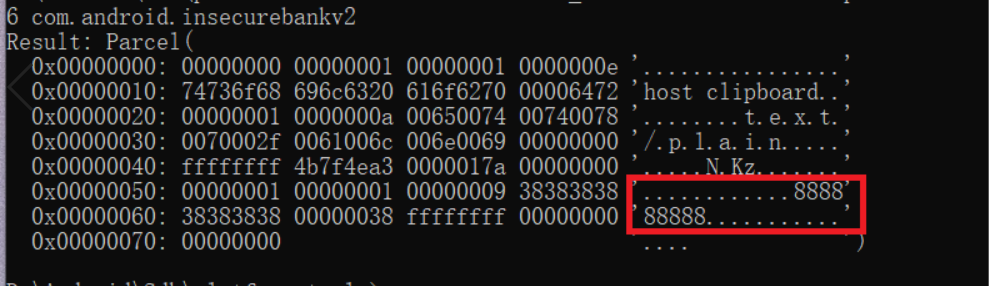 6 com.android.insecurebankv2
Result: Parcel(
0x00000000: 00000000 00000001 00000001 0000000e '................'
0x00000010: 74736f68 696c6320 616f6270 00006472 'host clipboard..'
0x00000020: 00000001 0000000a 00650074 00740078 '........t.e.x.t.'
0x00000030: 0070002f 0061006c 006e0069 00000000 '/.p.l.a.i.n.....'
0x00000040: ffffffff 4b7f4ea3 0000017a 00000000 '.....N.Kz.......'
0x00000050: 00000001 00000001 00000009 38383838 '............8888'
0x00000060: 38383838 00000038 ffffffff 00000000 '88888...........'
0x00000070: 00000000 '.... ')